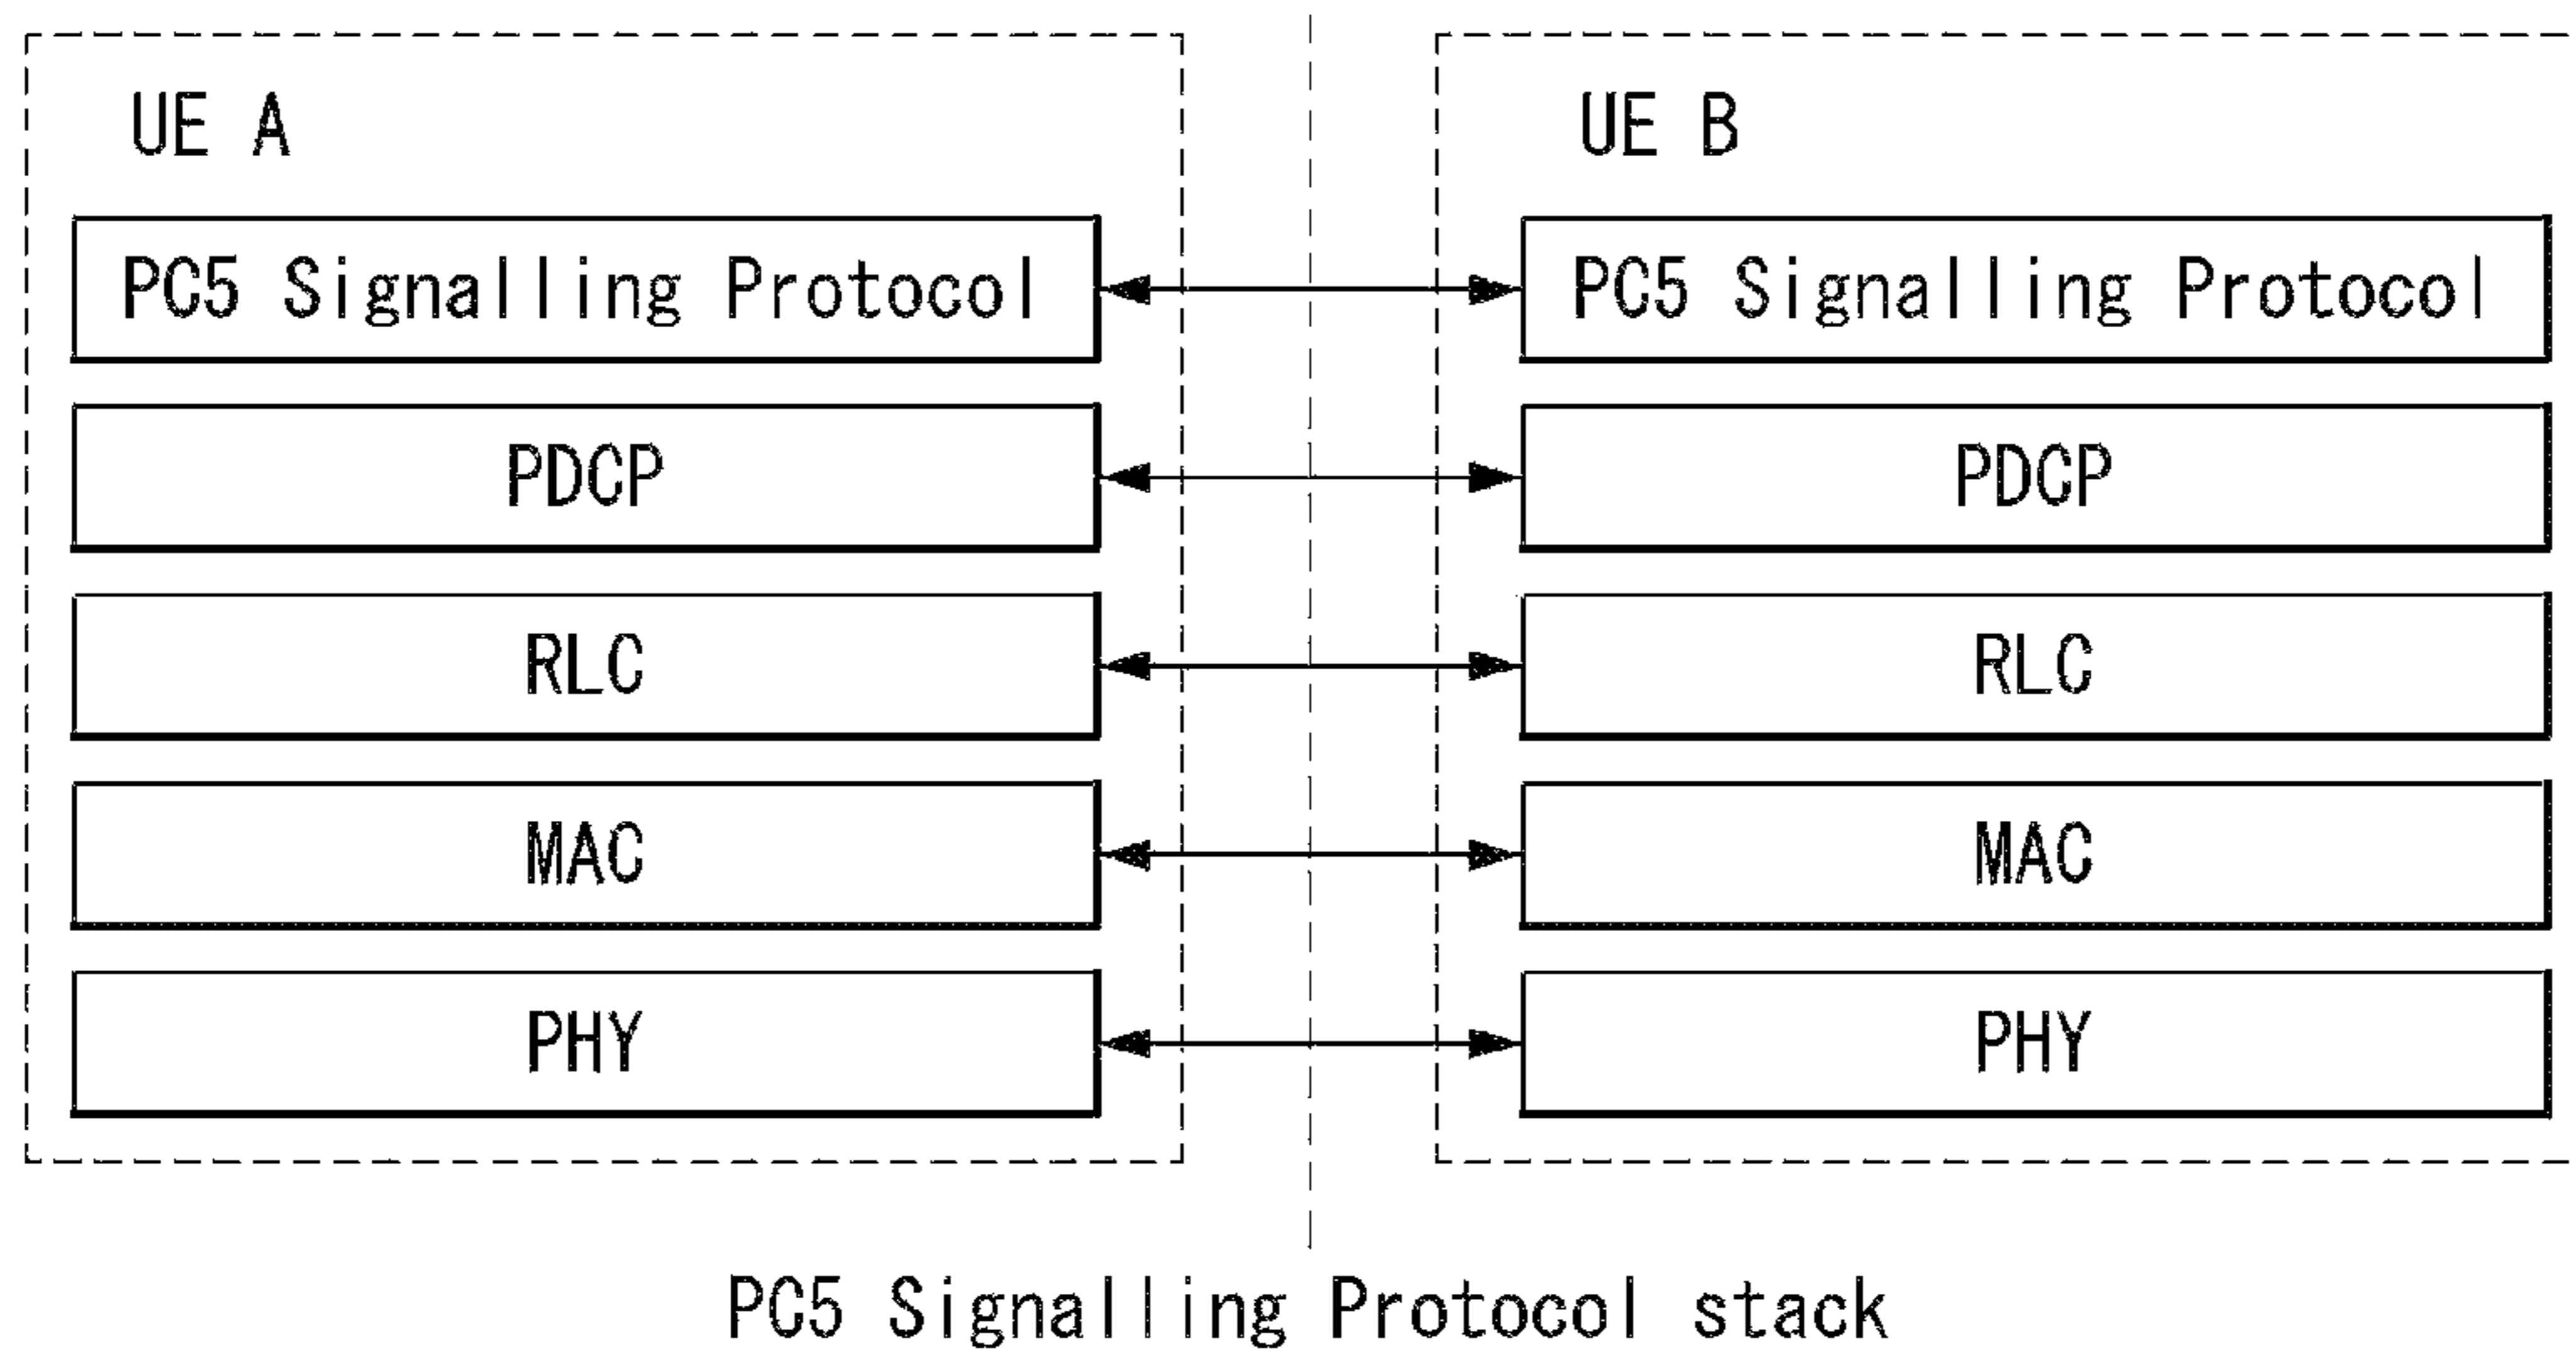 UE A
UE B
PC5 Signalling Protocol
PC5 Signalling Protocol
PDCP
PDCP
RLC
RLC
MAC
MAC
PHY
PHY
PC5 Signalling Protocol stack